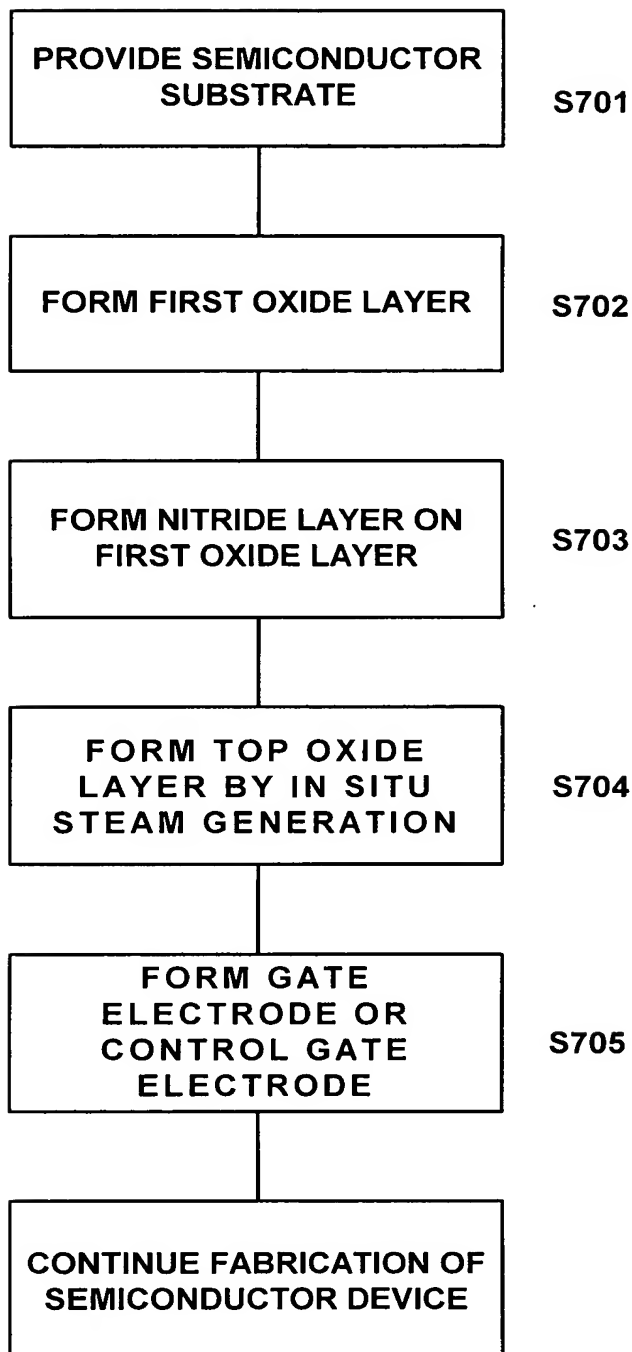 PROVIDE SEMICONDUCTOR
SUBSTRATE
S701
FORM FIRST OXIDE LAYER
S702
FORM NITRIDE LAYER ON
FIRST OXIDE LAYER
S703
FORM TOP OXIDE
LAYER BY IN SITU
STEAM GENERATION
S704
FORM GATE
ELECTRODE OR
CONTROL GATE
ELECTRODE
S705
CONTINUE FABRICATION OF
SEMICONDUCTOR DEVICE